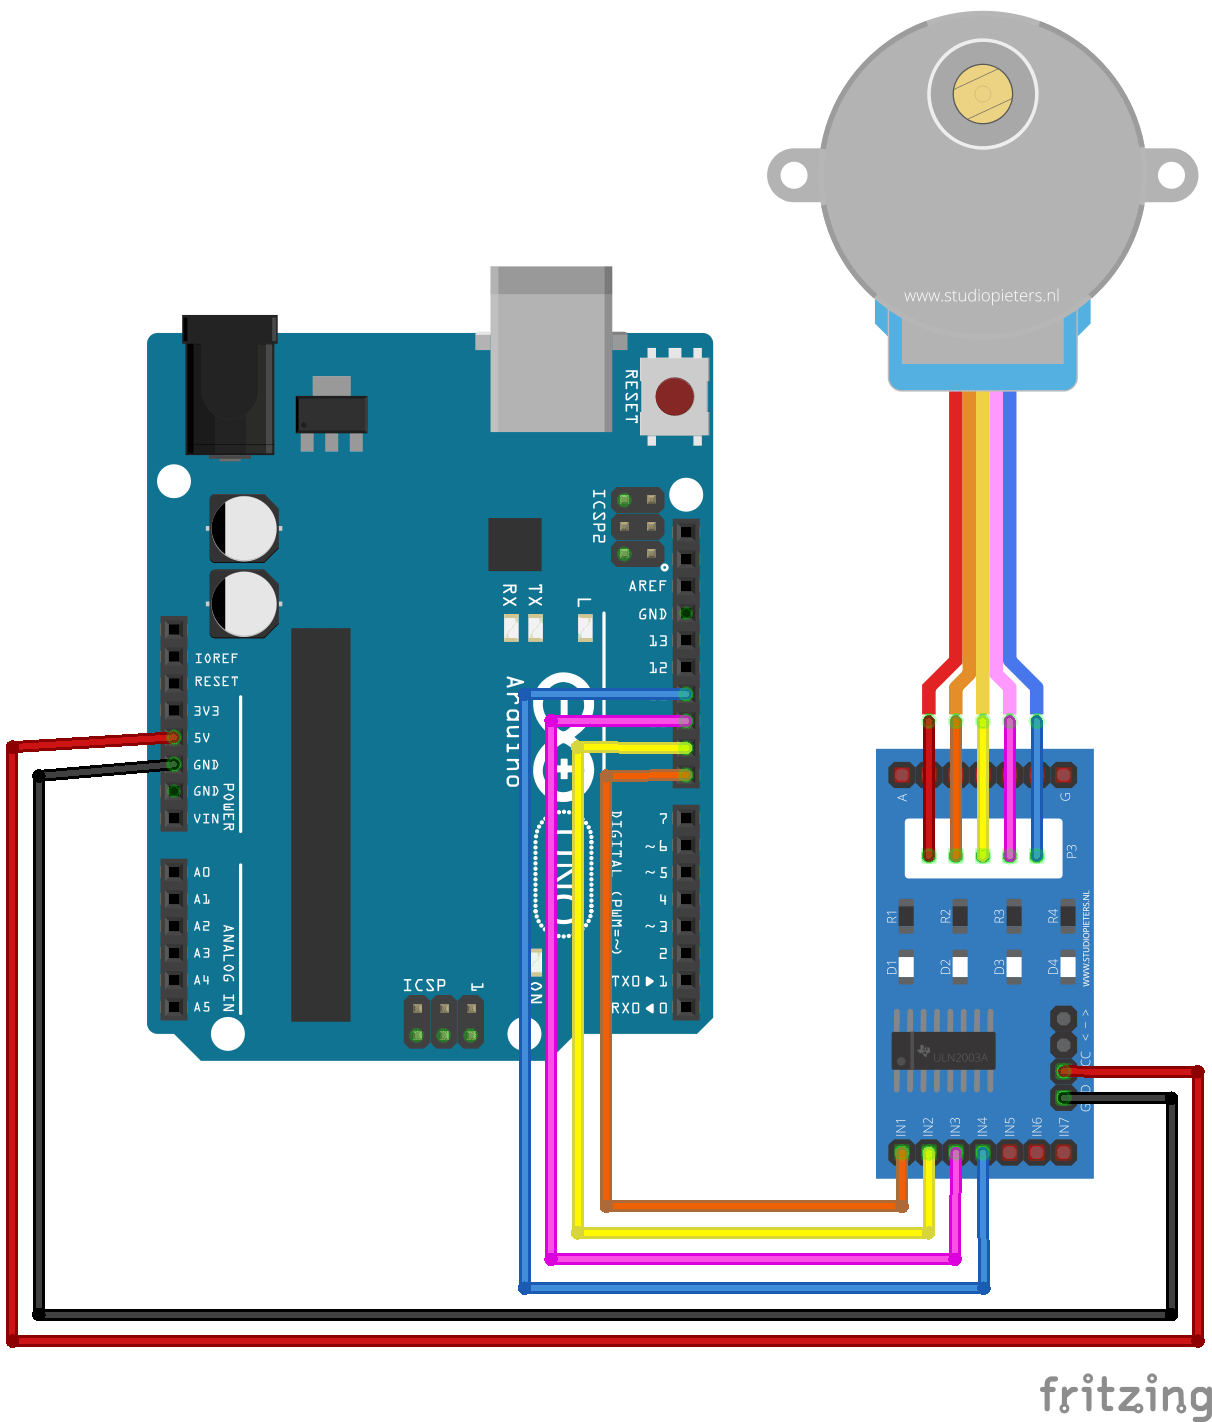 www.studiopieters.nl
RESET
ICSP2
AREF
GND
13
12
RX
TX
L
IOREF
RESET
3V3
5V
GND
GND
VIN
POWER
Arduino
A0
A1
A2
A3
A4
A5
ANALOG IN
DIGITAL (PWM=~)
7
~6
~5
4
~3
2
TX0▶1
RX0◀0
ICSP
1
ON
A
G
P3
R1
R2
R3
R4
D1
D2
D3
D4
WWW.STUDIOPIETERS.NL
ULN2003A
< - >
IN1
IN2
IN3
IN4
IN5
IN6
IN7
fritzing